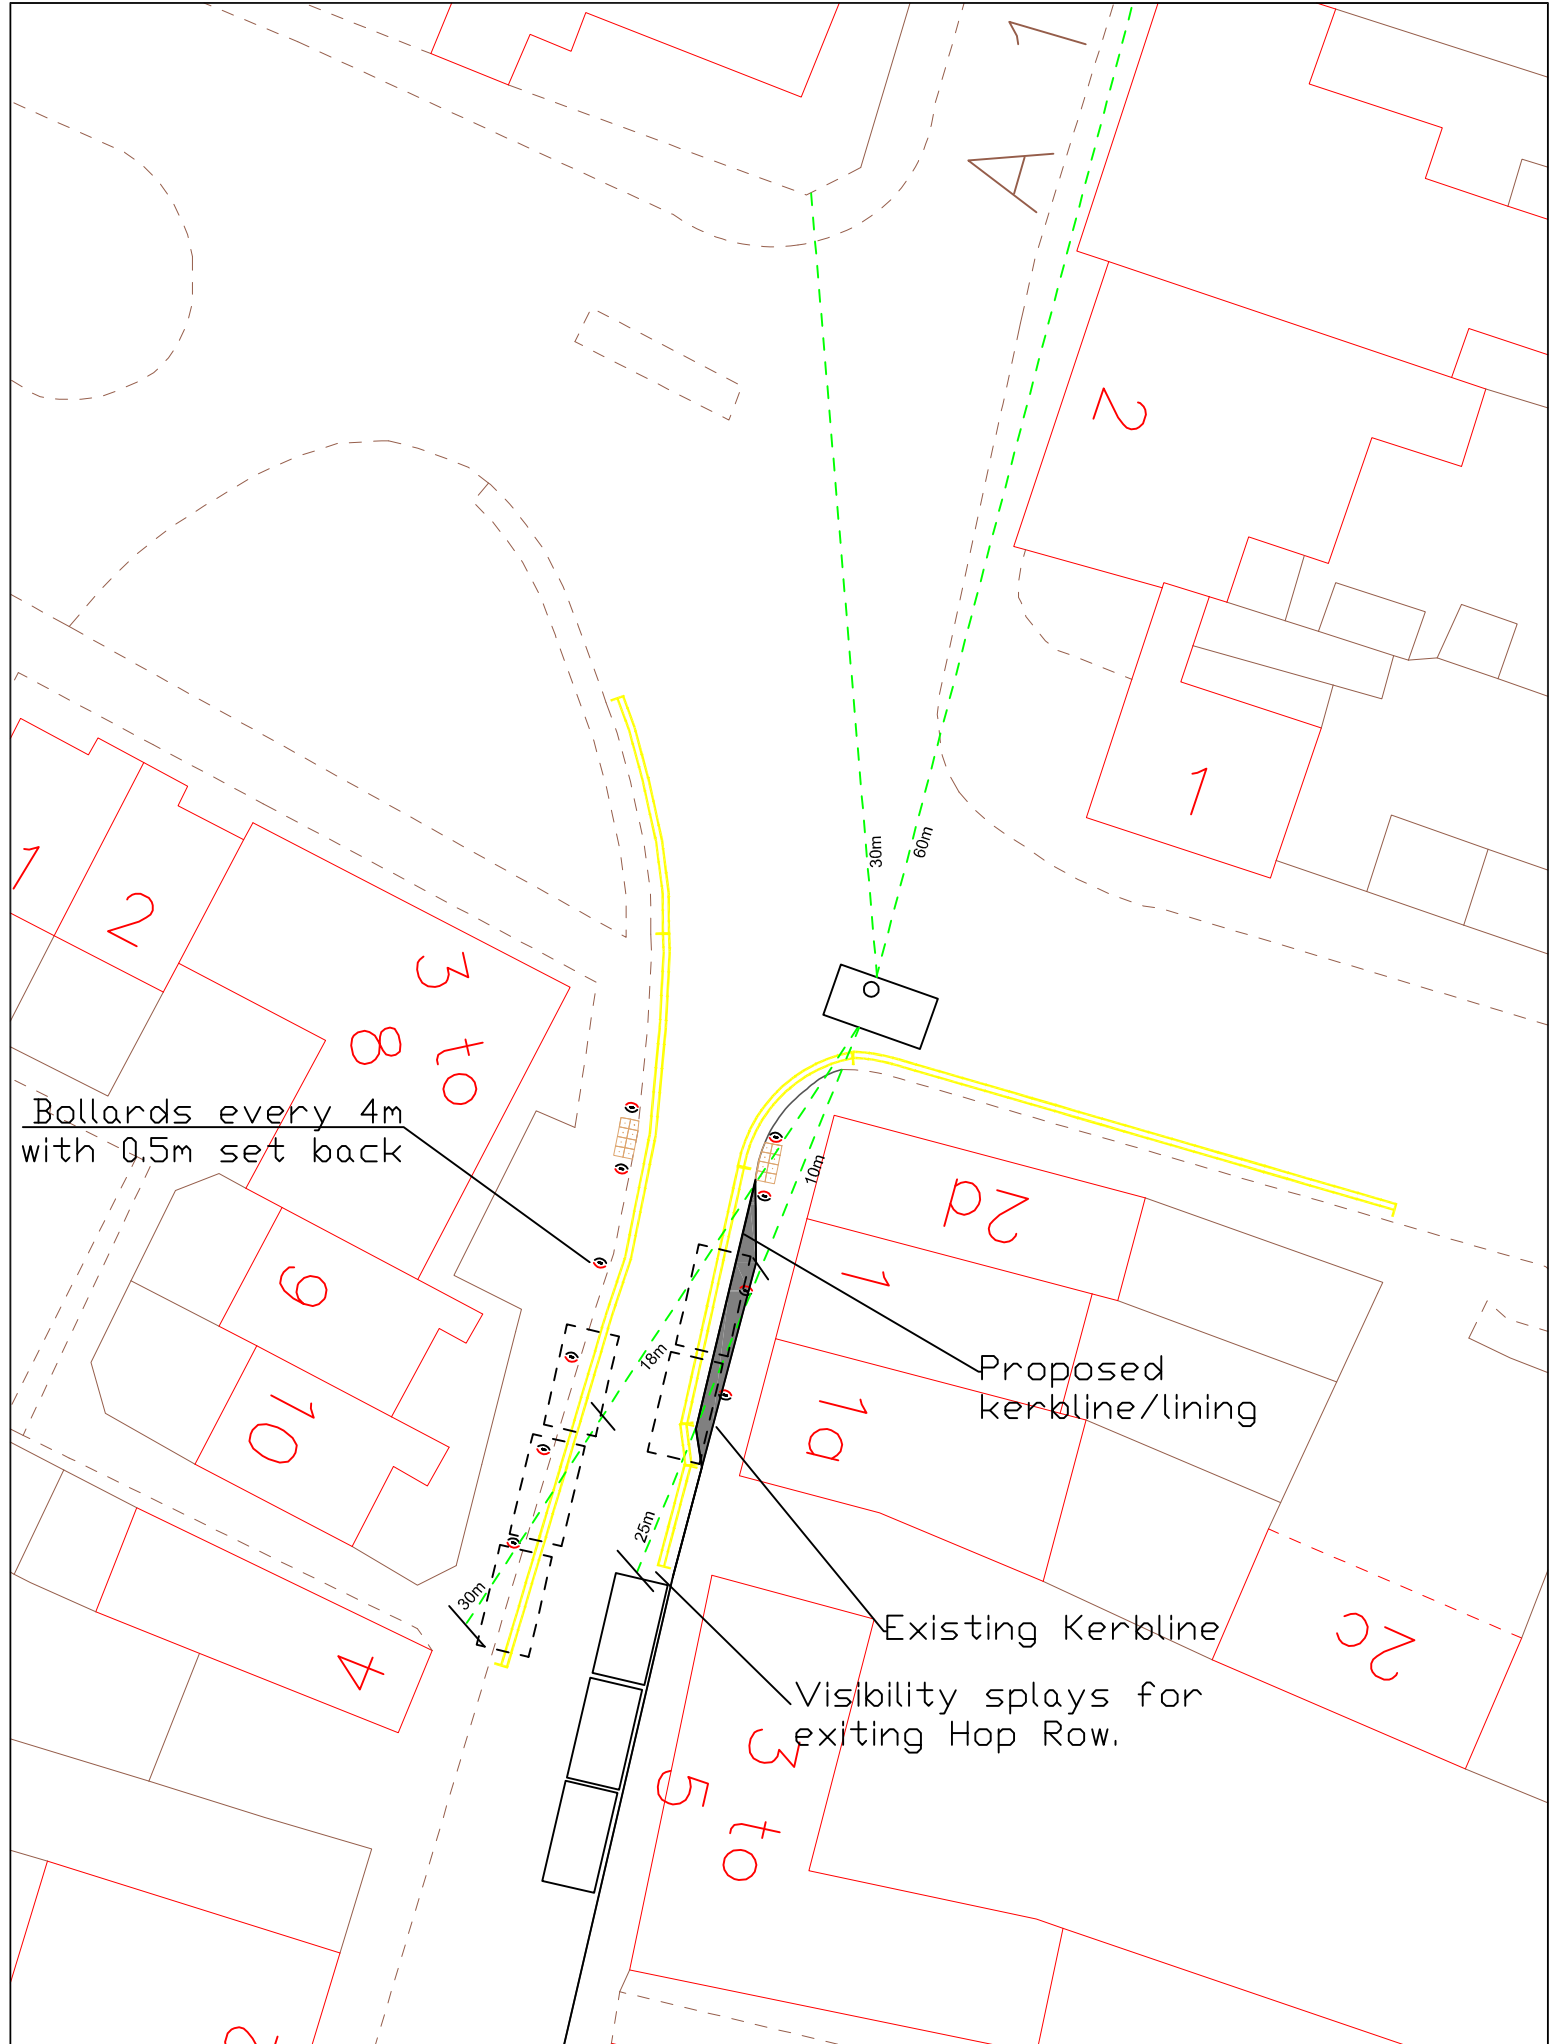 A 1
2
1
30m
60m
1
2
3
to
8
Bollards every 4m
with 0.5m set back
10m
2d
9
1
18m
Proposed
kerbline/lining
10
1a
25m
30m
Existing Kerbline
2c
4
Visibility splays for
exiting Hop Row.
3
to
5